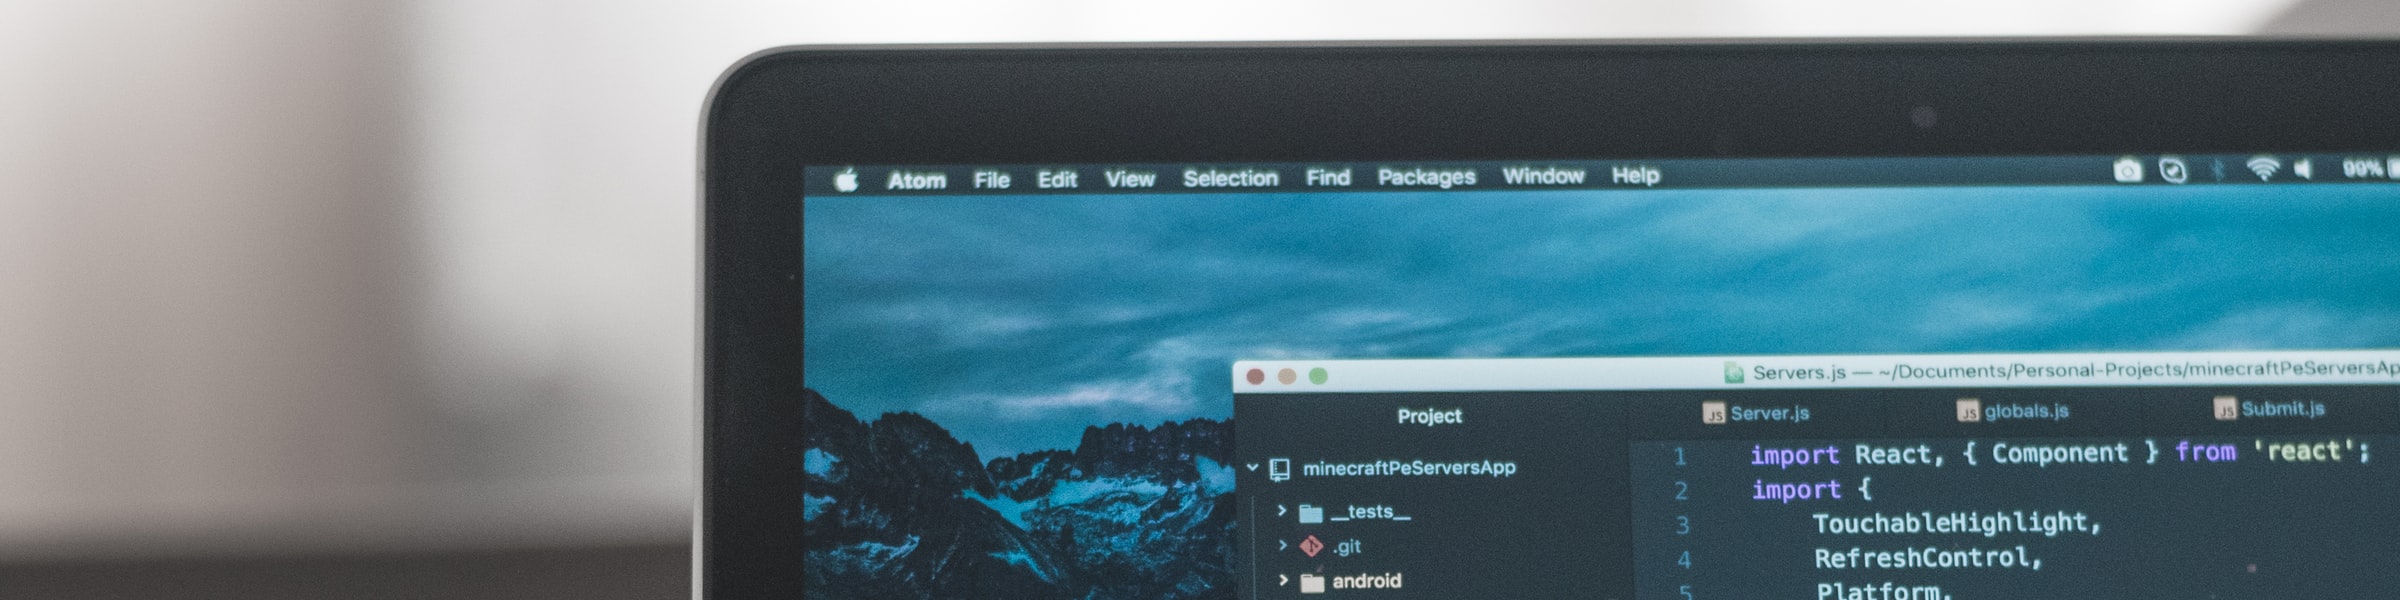 Atom File Edit View Selection Find Packages Window Help 99%
Servers.js — ~/Documents/Personal-Projects/minecraftPeServersAp
Project
Server.js globals.js Submit.js
minecraftPeServersApp
__tests__
.git
android
1 import React, { Component } from 'react';
2 import {
3 TouchableHighlight,
4 RefreshControl,
5 Platform,